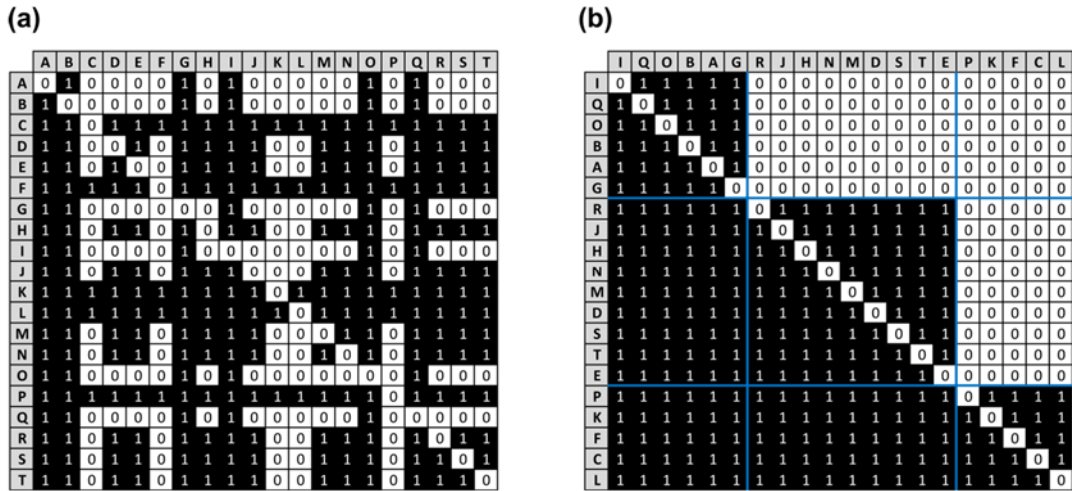 (a)
A B C D E F G H I J K L M N O P Q R S T
A 0 1 0 0 0 0 1 0 1 0 0 0 0 0 1 0 1 0 0 0
B 1 0 0 0 0 0 1 0 1 0 0 0 0 0 1 0 1 0 0 0
C 1 1 0 1 1 1 1 1 1 1 1 1 1 1 1 1 1 1 1 1
D 1 1 0 0 1 0 1 1 1 1 0 0 1 1 1 0 1 1 1 1
E 1 1 0 1 0 0 1 1 1 1 0 0 1 1 1 0 1 1 1 1
F 1 1 1 1 1 0 1 1 1 1 1 1 1 1 1 1 1 1 1 1
G 1 1 0 0 0 0 0 0 1 0 0 0 0 0 1 0 1 0 0 0
H 1 1 0 1 1 0 1 0 1 1 0 0 1 1 1 0 1 1 1 1
I 1 1 0 0 0 0 1 0 0 0 0 0 0 0 1 0 1 0 0 0
J 1 1 0 1 1 0 1 1 1 0 0 0 1 1 1 0 1 1 1 1
K 1 1 1 1 1 1 1 1 1 1 0 1 1 1 1 1 1 1 1 1
L 1 1 1 1 1 1 1 1 1 1 1 0 1 1 1 1 1 1 1 1
M 1 1 0 1 1 0 1 1 1 1 0 0 0 1 1 0 1 1 1 1
N 1 1 0 1 1 0 1 1 1 1 0 0 1 0 1 0 1 1 1 1
O 1 1 0 0 0 0 1 0 1 0 0 0 0 0 0 0 1 0 0 0
P 1 1 1 1 1 1 1 1 1 1 1 1 1 1 1 0 1 1 1 1
Q 1 1 0 0 0 0 1 0 1 0 0 0 0 0 1 0 0 0 0 0
R 1 1 0 1 1 0 1 1 1 1 0 0 1 1 1 0 1 0 1 1
S 1 1 0 1 1 0 1 1 1 1 0 0 1 1 1 0 1 1 0 1
T 1 1 0 1 1 0 1 1 1 1 0 0 1 1 1 0 1 1 1 0
(b)
I Q O B A G R J H N M D S T E P K F C L
I 0 1 1 1 1 1 0 0 0 0 0 0 0 0 0 0 0 0 0 0
Q 1 0 1 1 1 1 0 0 0 0 0 0 0 0 0 0 0 0 0 0
O 1 1 0 1 1 1 0 0 0 0 0 0 0 0 0 0 0 0 0 0
B 1 1 1 0 1 1 0 0 0 0 0 0 0 0 0 0 0 0 0 0
A 1 1 1 1 0 1 0 0 0 0 0 0 0 0 0 0 0 0 0 0
G 1 1 1 1 1 0 0 0 0 0 0 0 0 0 0 0 0 0 0 0
R 1 1 1 1 1 1 0 1 1 1 1 1 1 1 1 0 0 0 0 0
J 1 1 1 1 1 1 1 0 1 1 1 1 1 1 1 0 0 0 0 0
H 1 1 1 1 1 1 1 1 0 1 1 1 1 1 1 0 0 0 0 0
N 1 1 1 1 1 1 1 1 1 0 1 1 1 1 1 0 0 0 0 0
M 1 1 1 1 1 1 1 1 1 1 0 1 1 1 1 0 0 0 0 0
D 1 1 1 1 1 1 1 1 1 1 1 0 1 1 1 0 0 0 0 0
S 1 1 1 1 1 1 1 1 1 1 1 1 0 1 1 0 0 0 0 0
T 1 1 1 1 1 1 1 1 1 1 1 1 1 0 1 0 0 0 0 0
E 1 1 1 1 1 1 1 1 1 1 1 1 1 1 0 0 0 0 0 0
P 1 1 1 1 1 1 1 1 1 1 1 1 1 1 1 0 1 1 1 1
K 1 1 1 1 1 1 1 1 1 1 1 1 1 1 1 1 0 1 1 1
F 1 1 1 1 1 1 1 1 1 1 1 1 1 1 1 1 1 0 1 1
C 1 1 1 1 1 1 1 1 1 1 1 1 1 1 1 1 1 1 0 1
L 1 1 1 1 1 1 1 1 1 1 1 1 1 1 1 1 1 1 1 0